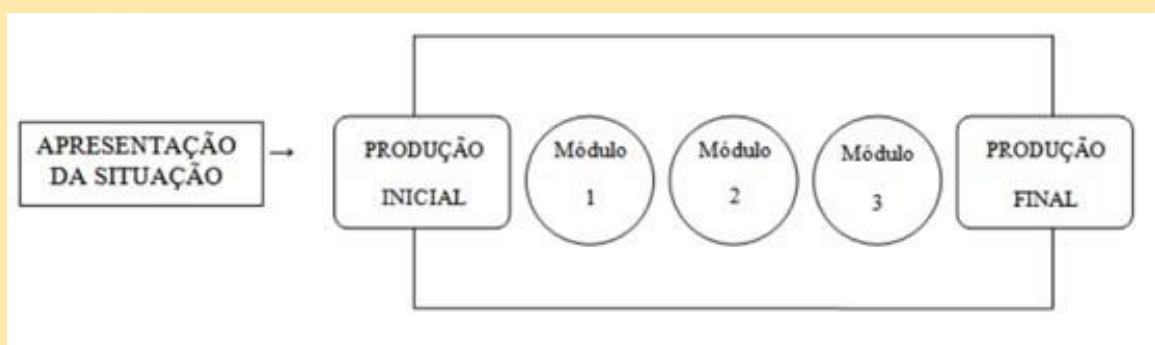 APRESENTAÇÃO
DA SITUAÇÃO
→
PRODUÇÃO
INICIAL
Módulo
1
Módulo
2
Módulo
3
PRODUÇÃO
FINAL